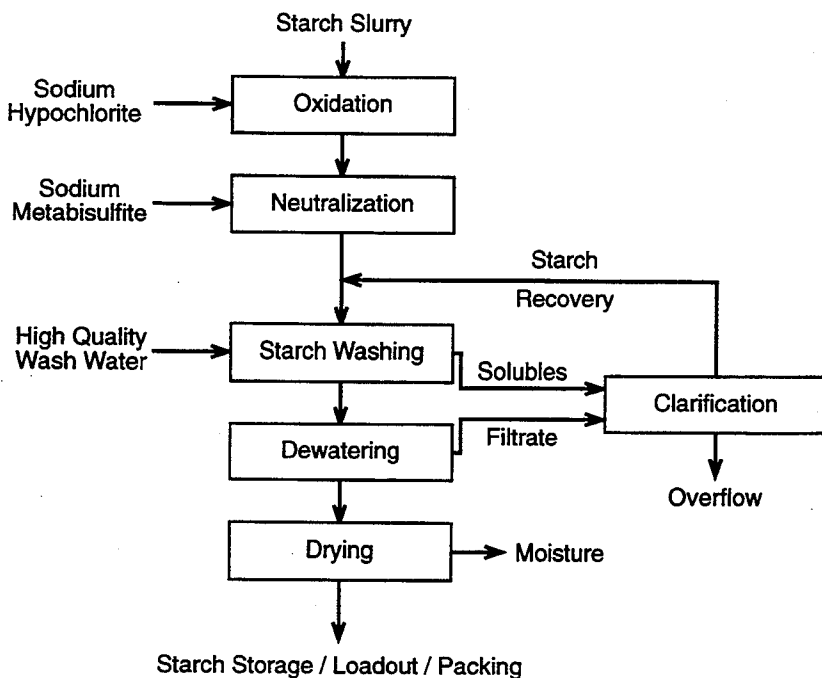 Starch Slurry
Sodium
Hypochlorite
Oxidation
Sodium
Metabisulfite
Neutralization
Starch
Recovery
High Quality
Wash Water
Starch Washing
Solubles
Clarification
Dewatering
Filtrate
Overflow
Drying
Moisture
Starch Storage / Loadout / Packing